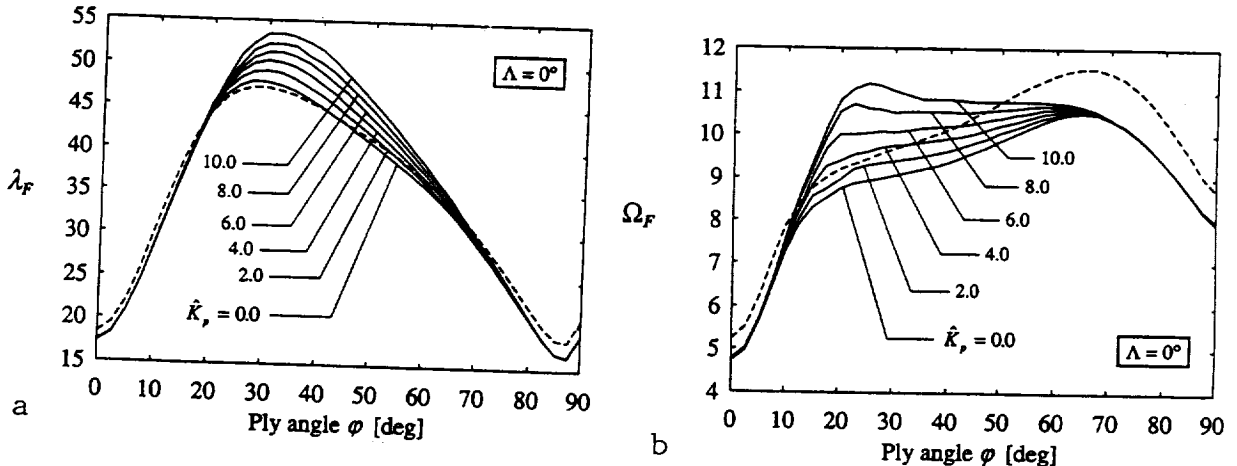 55
50
45
40
35
30
25
20
15
λ_F
Λ = 0°
10.0
8.0
6.0
4.0
2.0
K̂_p = 0.0
0 10 20 30 40 50 60 70 80 90
Ply angle φ [deg]
a
12
11
10
9
8
7
6
5
4
Ω_F
10.0
8.0
6.0
4.0
2.0
K̂_p = 0.0
Λ = 0°
0 10 20 30 40 50 60 70 80 90
Ply angle φ [deg]
b